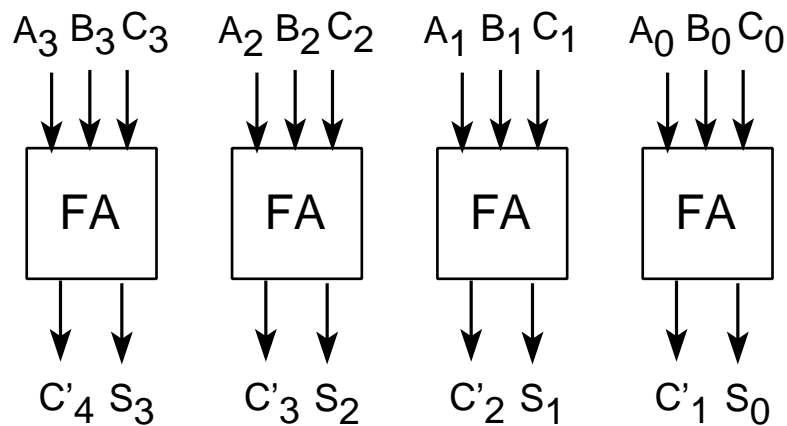 A₃ B₃ C₃ A₂ B₂ C₂ A₁ B₁ C₁ A₀ B₀ C₀
FA FA FA FA
C'₄ S₃ C'₃ S₂ C'₂ S₁ C'₁ S₀